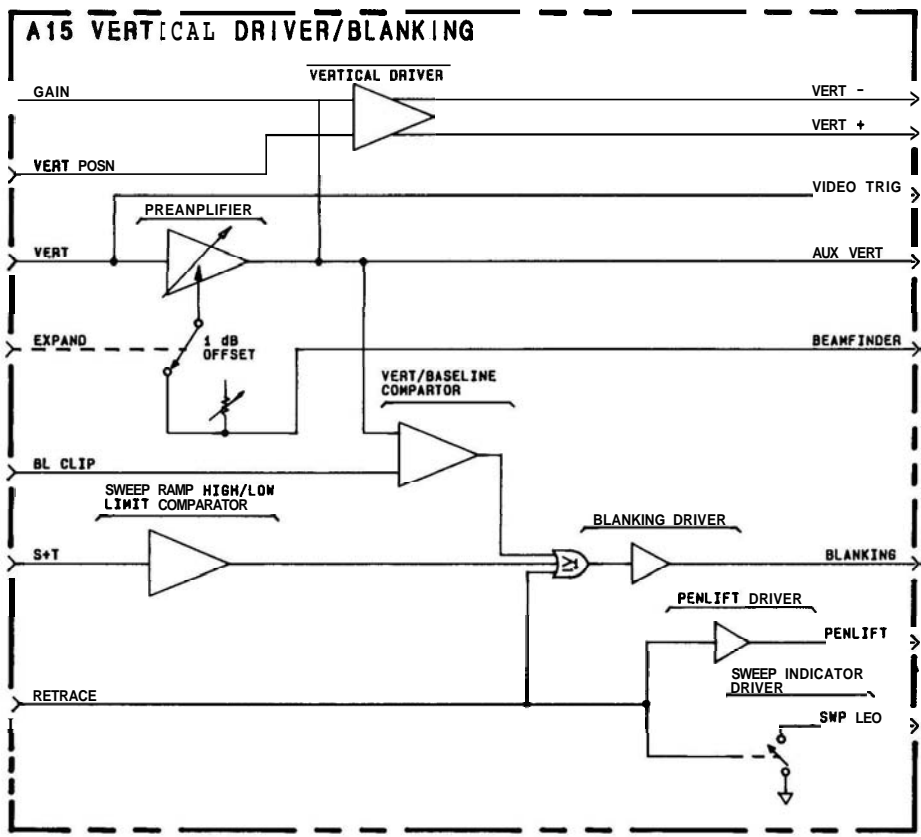 A15 VERTICAL DRIVER/BLANKING
VERTICAL DRIVER
GAIN
VERT -
VERT +
VERT POSN
VIDEO TRIG
PREANPLIFIER
VERT
AUX VERT
EXPAND
1 dB
OFFSET
BEAMFINDER
VERT/BASELINE
COMPARTOR
BL CLIP
SWEEP RAMP HIGH/LOW
LIMIT COMPARATOR
BLANKING DRIVER
S+T
≥1
BLANKING
PENLIFT DRIVER
PENLIFT
SWEEP INDICATOR
DRIVER
RETRACE
SWP LEO